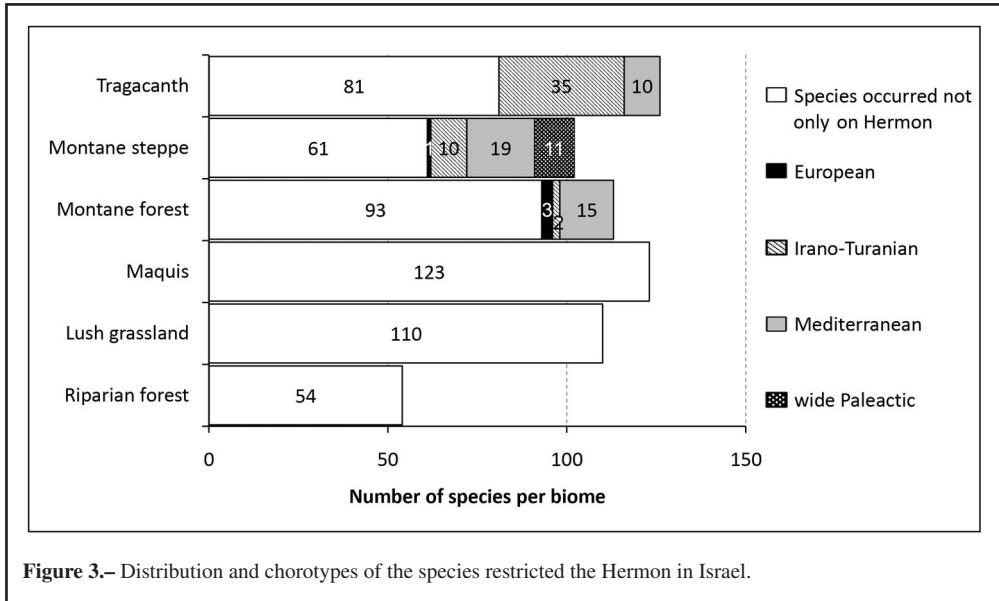 Tragacanth 81 35 10
Montane steppe 61 1 10 19 11
Montane forest 93 3 2 15
Maquis 123
Lush grassland 110
Riparian forest 54
0 50 100 150
Number of species per biome
Species occurred not
only on Hermon
European
Irano-Turanian
Mediterranean
wide Paleactic
Figure 3.– Distribution and chorotypes of the species restricted the Hermon in Israel.